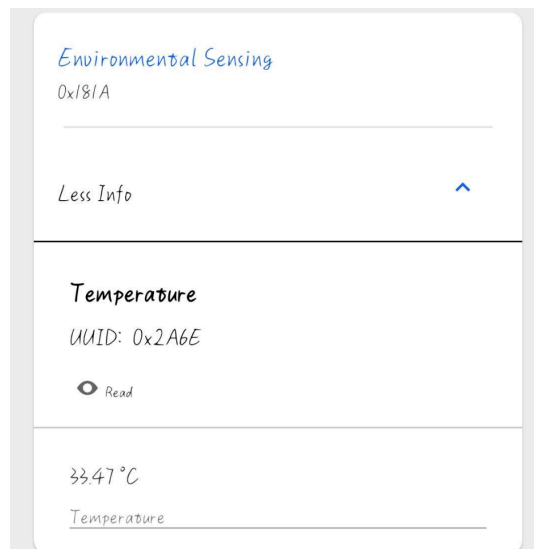 Environmental Sensing
0x181A
Less Info
Temperature
UUID: 0x2A6E
Read
33.47 °C
Temperature